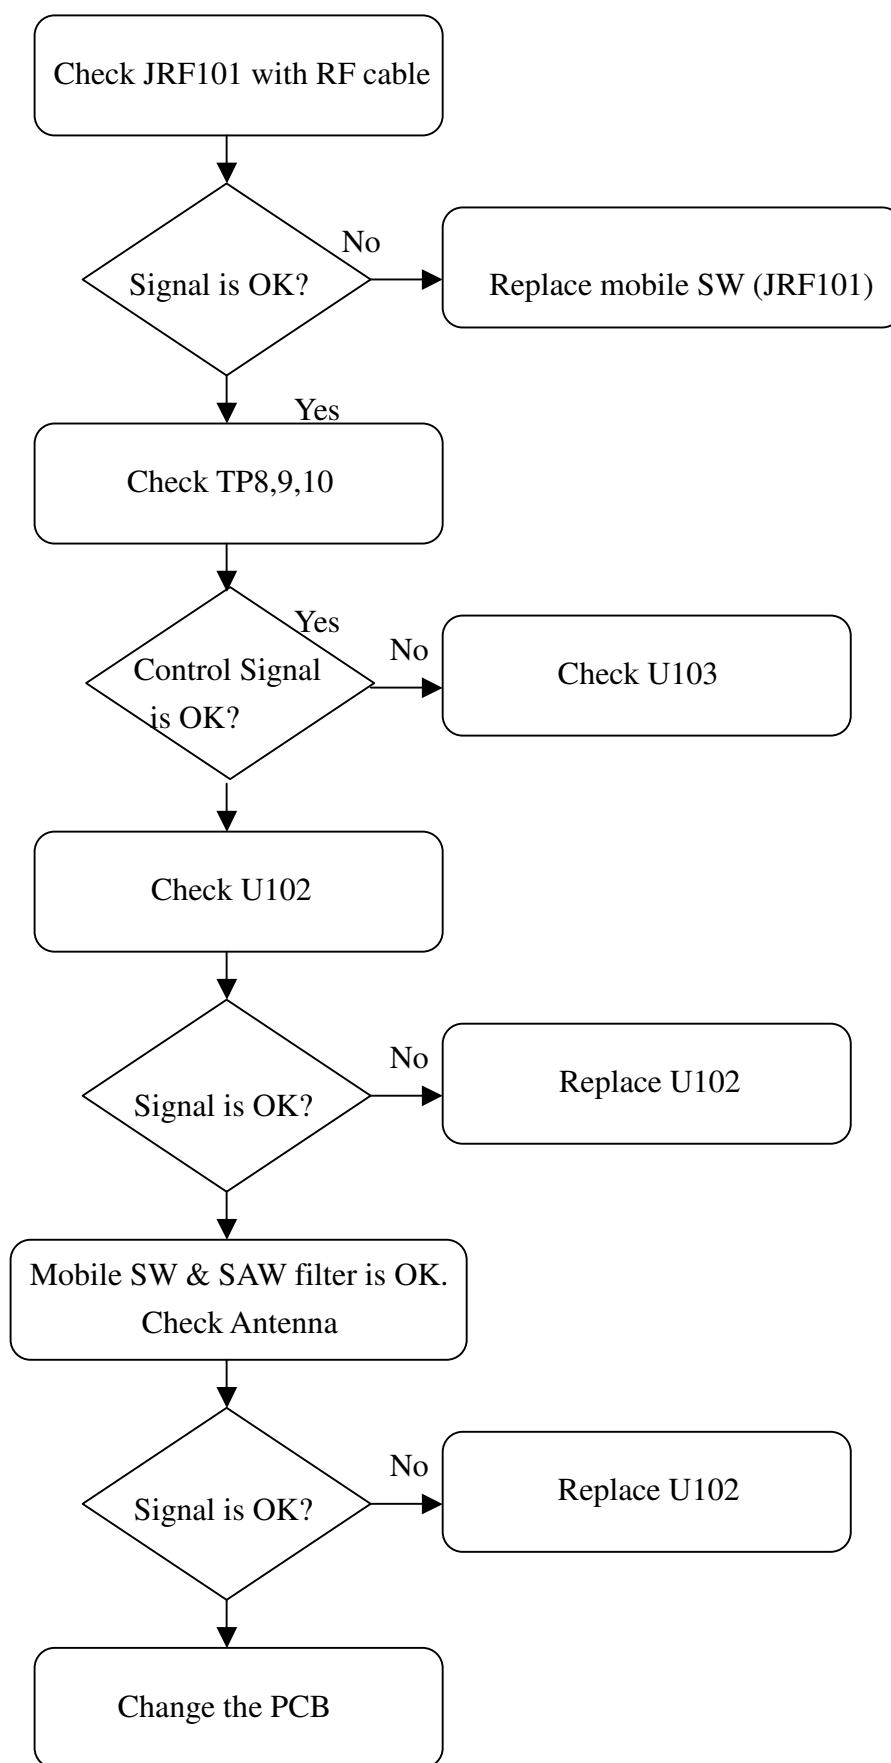 Check JRF101 with RF cable
No
Signal is OK?
Replace mobile SW (JRF101)
Yes
Check TP8,9,10
Yes
No
Control Signal
is OK?
Check U103
Check U102
No
Signal is OK?
Replace U102
Mobile SW & SAW filter is OK.
Check Antenna
No
Signal is OK?
Replace U102
Change the PCB